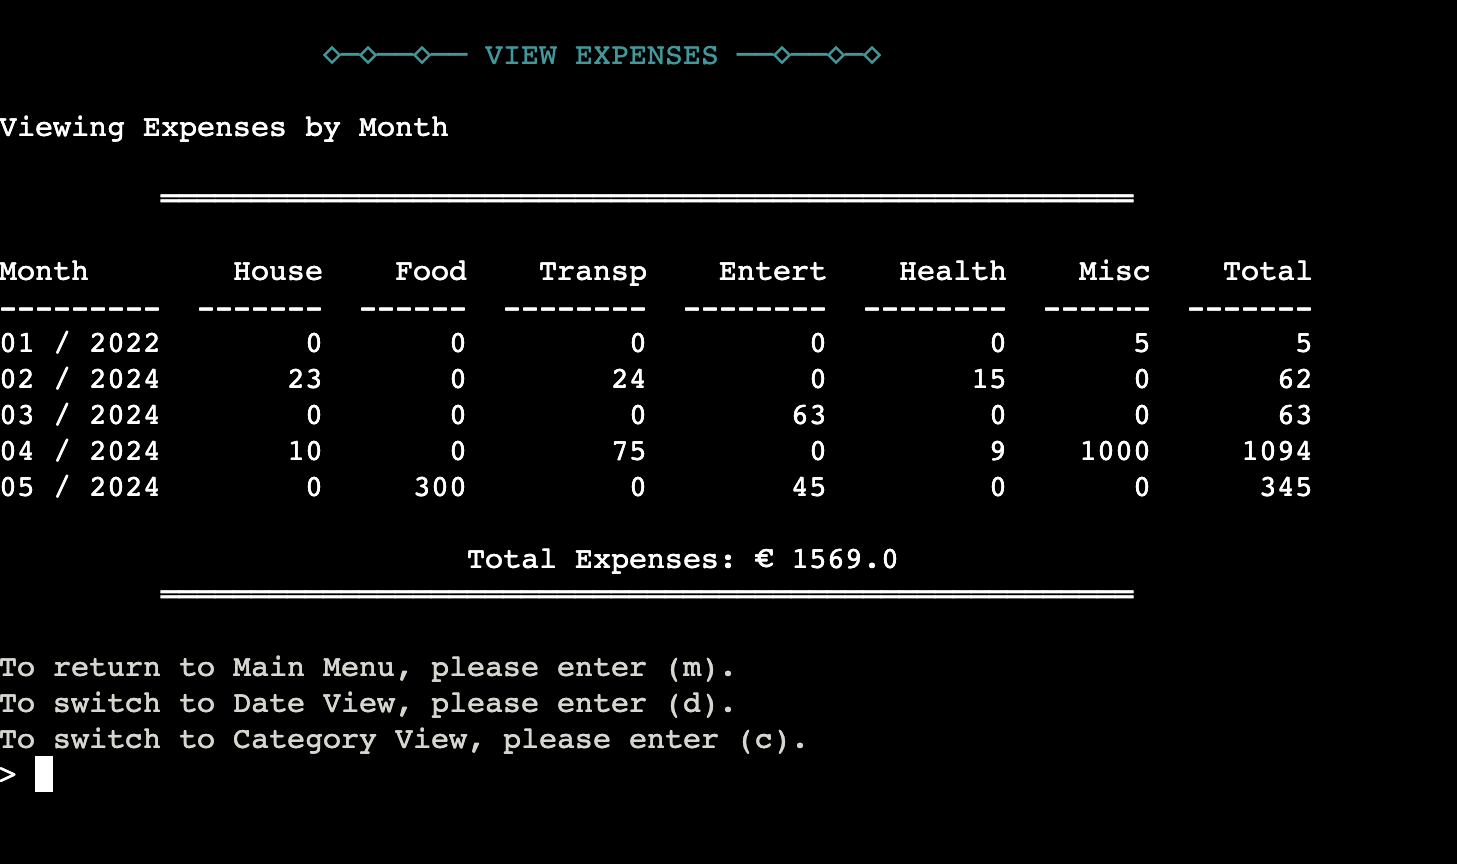 VIEW EXPENSES
Viewing Expenses by Month
Month House Food Transp Entert Health Misc Total
--------- ------- ------ -------- -------- -------- ------ -------
01 / 2022 0 0 0 0 0 5 5
02 / 2024 23 0 24 0 15 0 62
03 / 2024 0 0 0 63 0 0 63
04 / 2024 10 0 75 0 9 1000 1094
05 / 2024 0 300 0 45 0 0 345
Total Expenses: € 1569.0
To return to Main Menu, please enter (m).
To switch to Date View, please enter (d).
To switch to Category View, please enter (c).
>